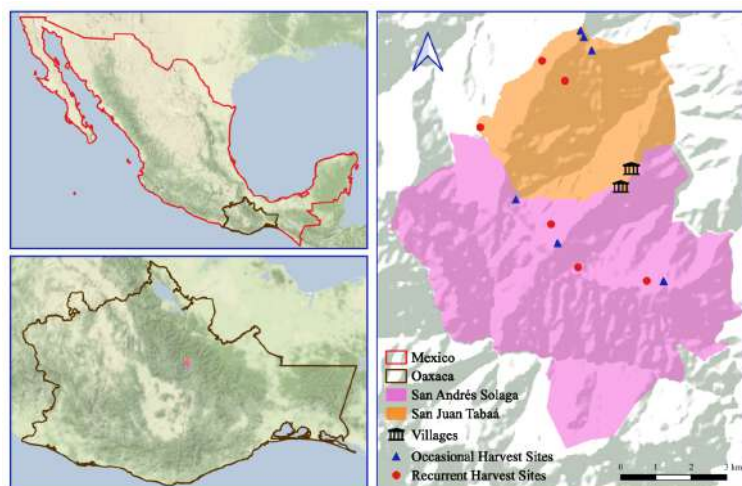 Mexico
Oaxaca
San Andrés Solaga
San Juan Tabaá
Villages
Occasional Harvest Sites
Recurrent Harvest Sites
0 1 2 3 km